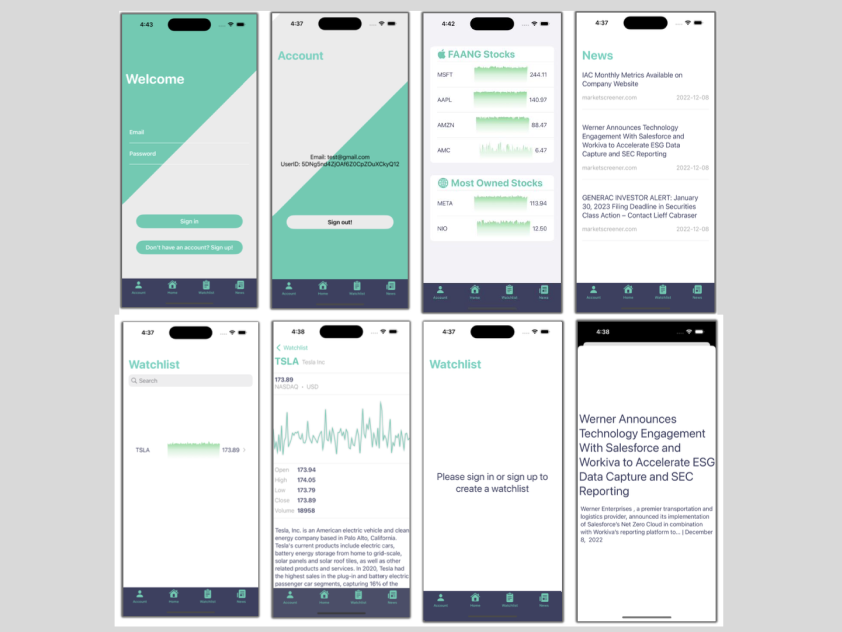 4:43
Welcome
Email
Password
Sign in
Don't have an account? Sign up!
Account
Home
Watchlist
News
4:37
Account
Email: test@gmail.com
Sign out!
Account
Home
Watchlist
News
4:42
FAANG Stocks
MSFT 244.11
AAPL 140.97
AMZN 88.47
AMC 6.47
Most Owned Stocks
META 113.94
NIO 12.50
Account
Home
Watchlist
News
4:37
News
IAC Monthly Metrics Available on
Company Website
marketscreener.com 2022-12-08
Werner Announces Technology
Engagement With Salesforce and
Workiva to Accelerate ESG Data
Capture and SEC Reporting
marketscreener.com 2022-12-08
GENERAC INVESTOR ALERT: January
30, 2023 Filing Deadline in Securities
Class Action – Contact Lieff Cabraser
marketscreener.com 2022-12-08
Account
Home
Watchlist
News
4:37
Watchlist
Search
TSLA 173.89
Account
Home
Watchlist
News
4:38
Watchlist
TSLA Tesla Inc
173.89
NASDAQ • USD
Open 173.94
High 174.05
Low 173.79
Close 173.89
Volume 18958
Tesla, Inc. is an American electric vehicle and clean
energy company based in Palo Alto, California.
Tesla's current products include electric cars,
battery energy storage from home to grid-scale,
solar panels and solar roof tiles, as well as other
related products and services. In 2020, Tesla had
the highest sales in the plug-in and battery electric
passenger car segments, capturing 16% of the
Account
Home
Watchlist
News
4:37
Watchlist
Please sign in or sign up to
create a watchlist
Account
Home
Watchlist
News
4:38
Werner Announces
Technology Engagement
With Salesforce and
Workiva to Accelerate ESG
Data Capture and SEC
Reporting
Werner Enterprises , a premier transportation and
logistics provider, announced its implementation
of Salesforce's Net Zero Cloud in combination
with Workiva's reporting platform to... | December
8, 2022